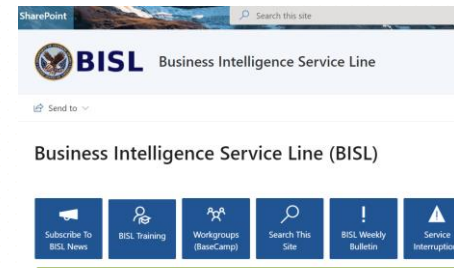 SharePoint
Search this site
BISL Business Intelligence Service Line
Send to
Business Intelligence Service Line (BISL)
Subscribe To BISL News
BISL Training
Workgroups (BaseCamp)
Search This Site
BISL Weekly Bulletin
Service Interruption